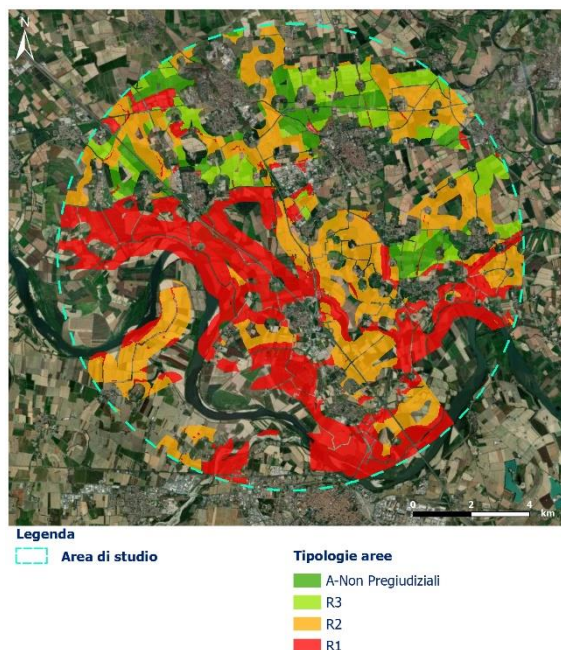 N
0 2 4
km
Legenda
Area di studio
Tipologie aree
A-Non Pregiudiziali
R3
R2
R1